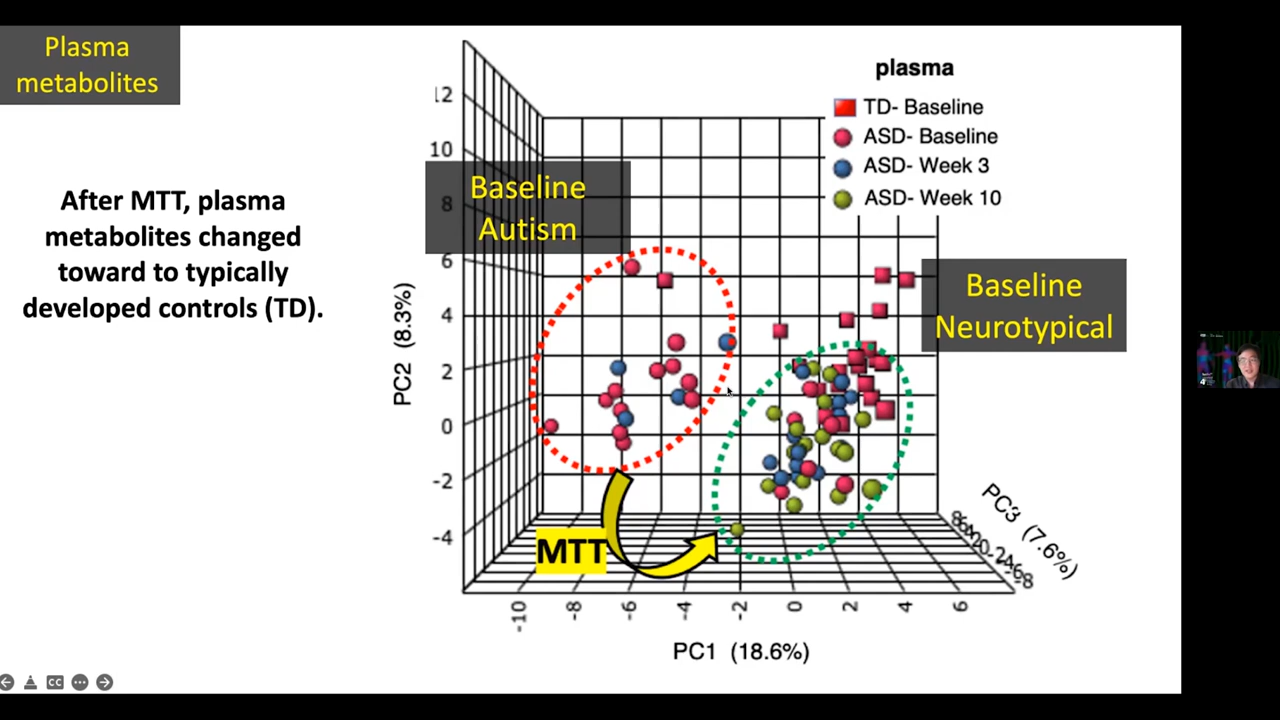 Plasma
metabolites
After MTT, plasma
metabolites changed
toward to typically
developed controls (TD).
plasma
TD- Baseline
ASD- Baseline
ASD- Week 3
ASD- Week 10
Baseline
Autism
Baseline
Neurotypical
MTT
PC2 (8.3%)
12
10
8
6
4
2
0
-2
-4
PC1 (18.6%)
-10
-8
-6
-4
-2
0
2
4
6
PC3 (7.6%)
CC